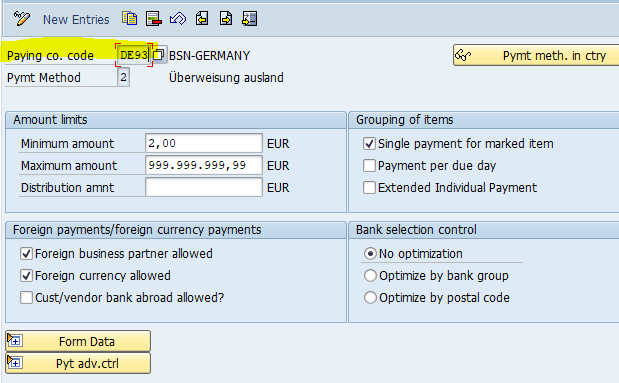 New Entries
Paying co. code DE93 BSN-GERMANY Pymt meth. in ctry
Pymt Method 2 Überweisung ausland
Amount limits
Minimum amount 2,00 EUR
Maximum amount 999.999.999,99 EUR
Distribution amnt EUR
Grouping of items
Single payment for marked item
Payment per due day
Extended Individual Payment
Foreign payments/foreign currency payments
Foreign business partner allowed
Foreign currency allowed
Cust/vendor bank abroad allowed?
Bank selection control
No optimization
Optimize by bank group
Optimize by postal code
Form Data
Pyt adv.ctrl